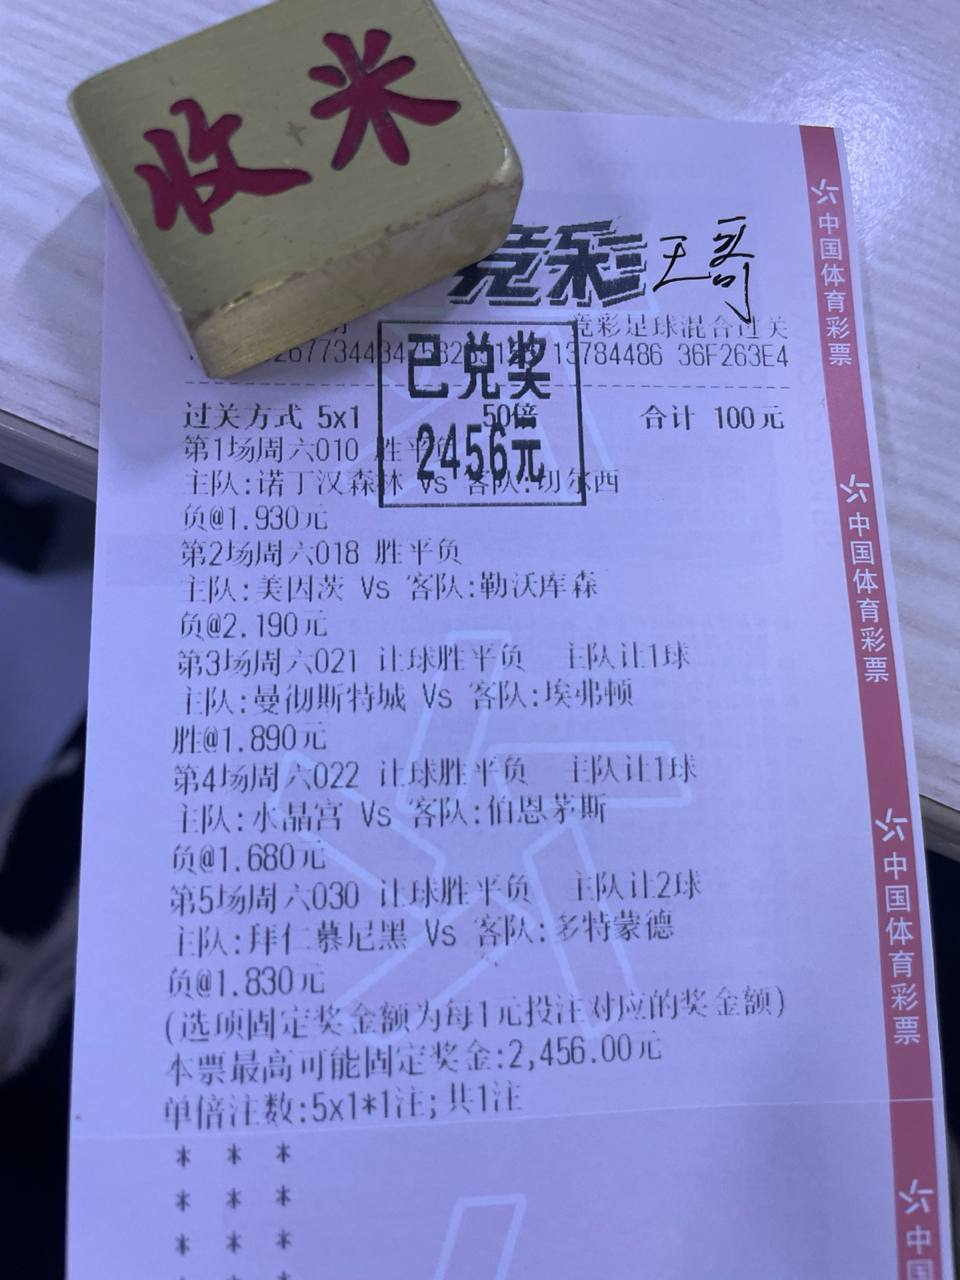 收米
竞彩 王琦
竞彩足球混合过关
13784486 36F263E4
已兑奖
2456元
过关方式 5x1 50倍 合计 100元
第1场周六010 胜平负
主队:诺丁汉森林 Vs 客队:切尔西
负@1.930元
第2场周六018 胜平负
主队:美因茨 Vs 客队:勒沃库森
负@2.190元
第3场周六021 让球胜平负 主队让1球
主队:曼彻斯特城 Vs 客队:埃弗顿
胜@1.890元
第4场周六022 让球胜平负 主队让1球
主队:水晶宫 Vs 客队:伯恩茅斯
负@1.680元
第5场周六030 让球胜平负 主队让2球
主队:拜仁慕尼黑 Vs 客队:多特蒙德
负@1.830元
(选项固定奖金额为每1元投注对应的奖金额)
本票最高可能固定奖金:2,456.00元
单倍注数:5x1*1注;共1注
* * *
* * *
* * *
中国体育彩票
中国体育彩票
中国体育彩票
中国